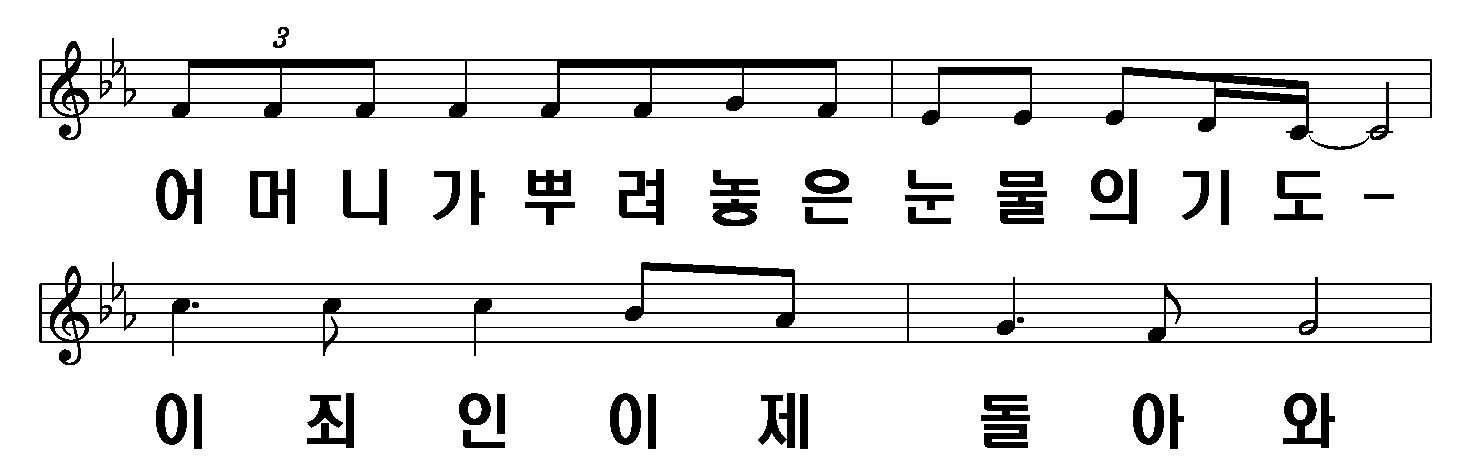 3
어 머 니 가 뿌 려 놓 은 눈 물 의 기 도 -
이 죄 인 이 제 돌 아 와